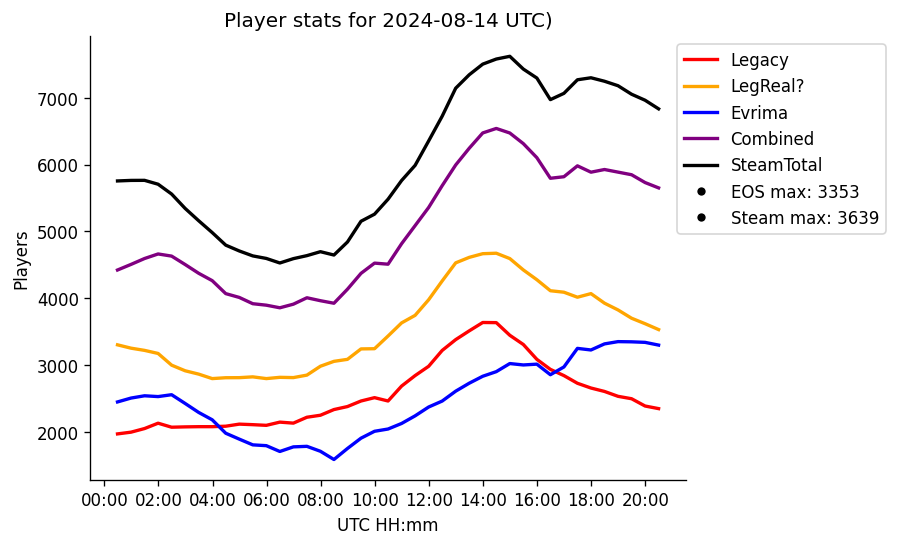 Player stats for 2024-08-14 UTC)
Legacy
LegReal?
Evrima
Combined
SteamTotal
EOS max: 3353
Steam max: 3639
Players
7000
6000
5000
4000
3000
2000
00:00 02:00 04:00 06:00 08:00 10:00 12:00 14:00 16:00 18:00 20:00
UTC HH:mm